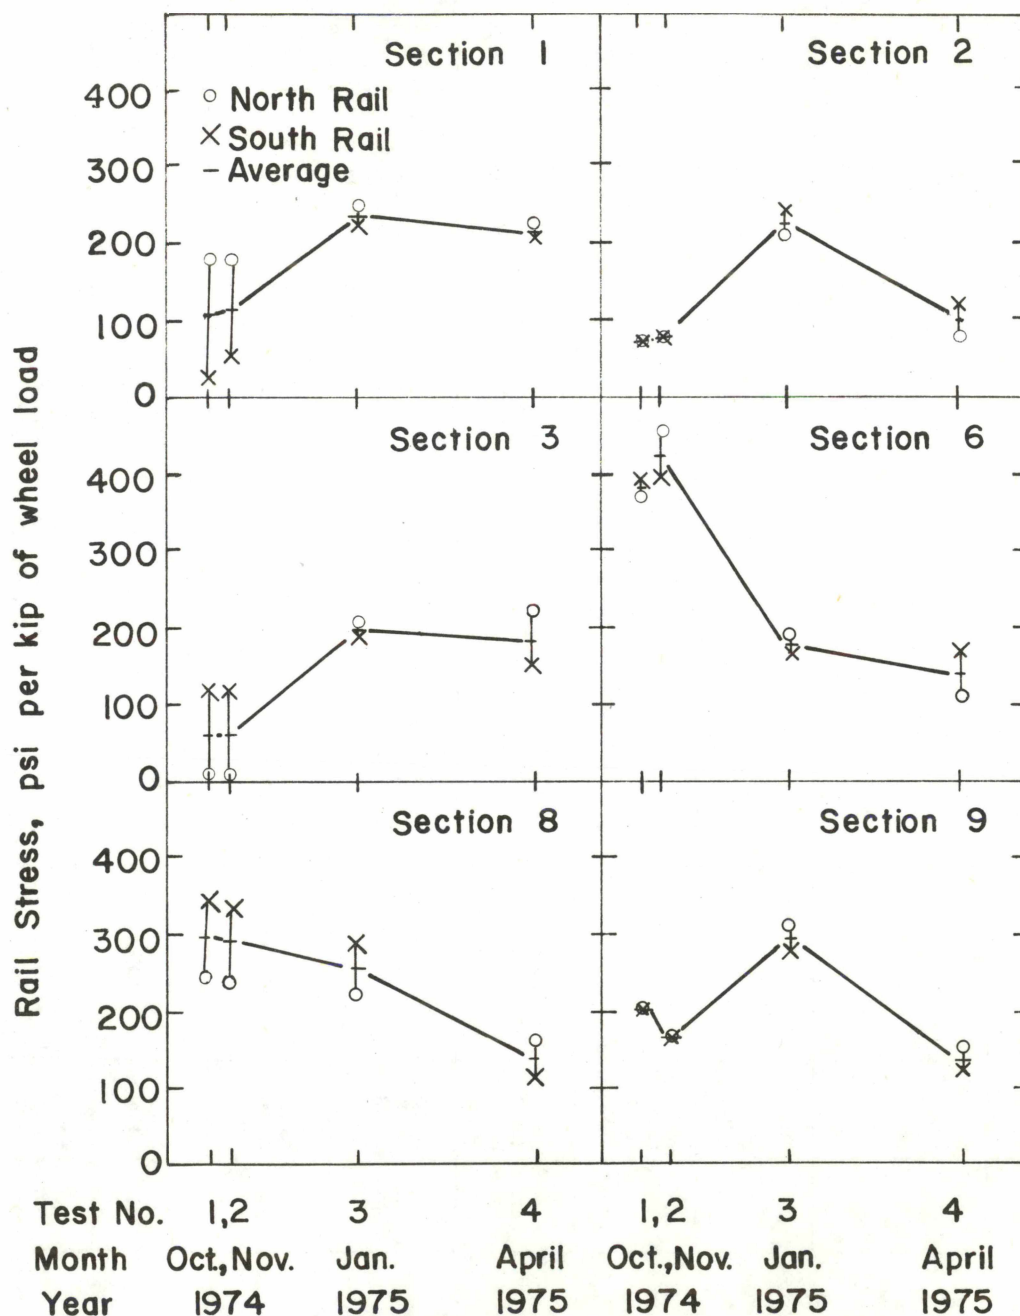 Rail Stress, psi per kip of wheel load
Section 1
Section 2
400
○ North Rail
× South Rail
300
– Average
200
100
0
Section 3
Section 6
400
300
200
100
0
Section 8
Section 9
400
300
200
100
0
Test No. 1,2 3 4 1,2 3 4
Month Oct.,Nov. Jan. April Oct.,Nov. Jan. April
Year 1974 1975 1975 1974 1975 1975